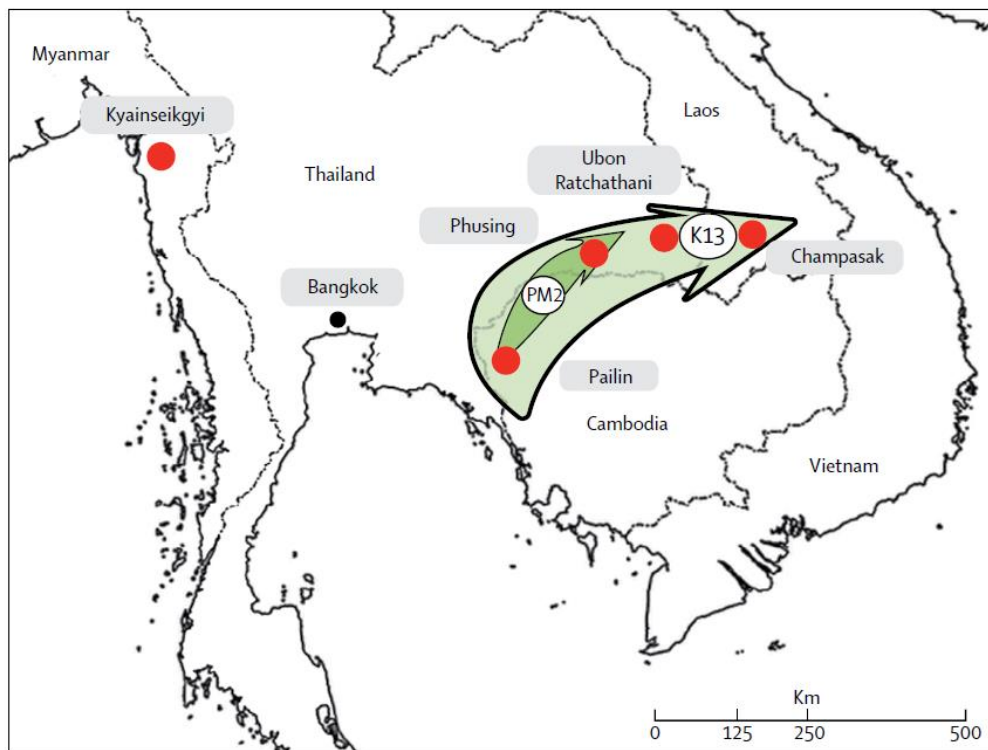 Myanmar
Kyainseikgyi
Thailand
Laos
Ubon
Ratchathani
Phusing
K13
Champasak
Bangkok
PM2
Pailin
Cambodia
Vietnam
Km
0 125 250 500